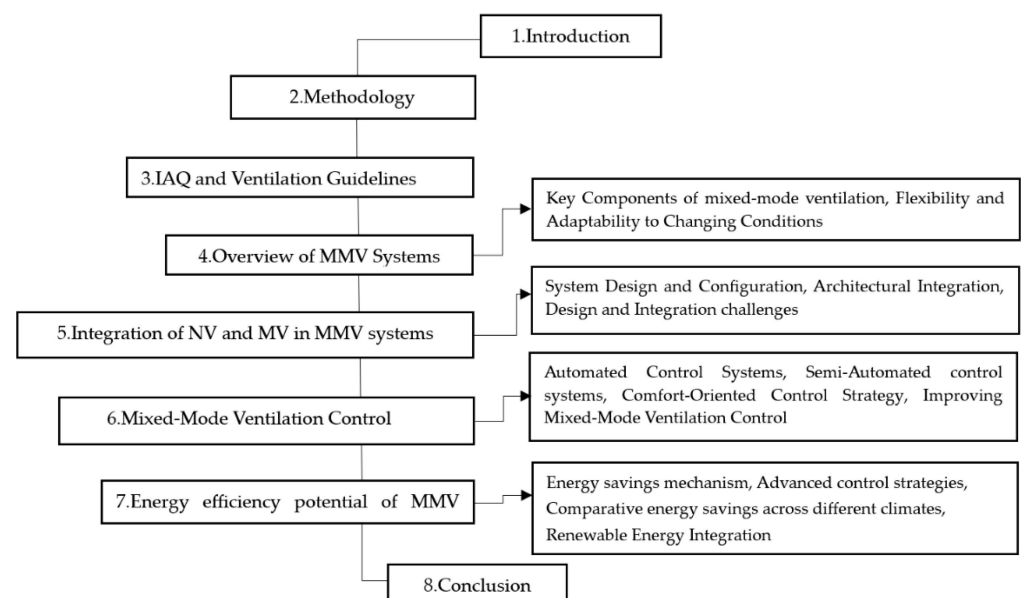 1.Introduction
2.Methodology
3.IAQ and Ventilation Guidelines
Key Components of mixed-mode ventilation, Flexibility and
Adaptability to Changing Conditions
4.Overview of MMV Systems
System Design and Configuration, Architectural Integration,
Design and Integration challenges
5.Integration of NV and MV in MMV systems
Automated Control Systems, Semi-Automated control
systems, Comfort-Oriented Control Strategy, Improving
Mixed-Mode Ventilation Control
6.Mixed-Mode Ventilation Control
Energy savings mechanism, Advanced control strategies,
Comparative energy savings across different climates,
Renewable Energy Integration
7.Energy efficiency potential of MMV
8.Conclusion